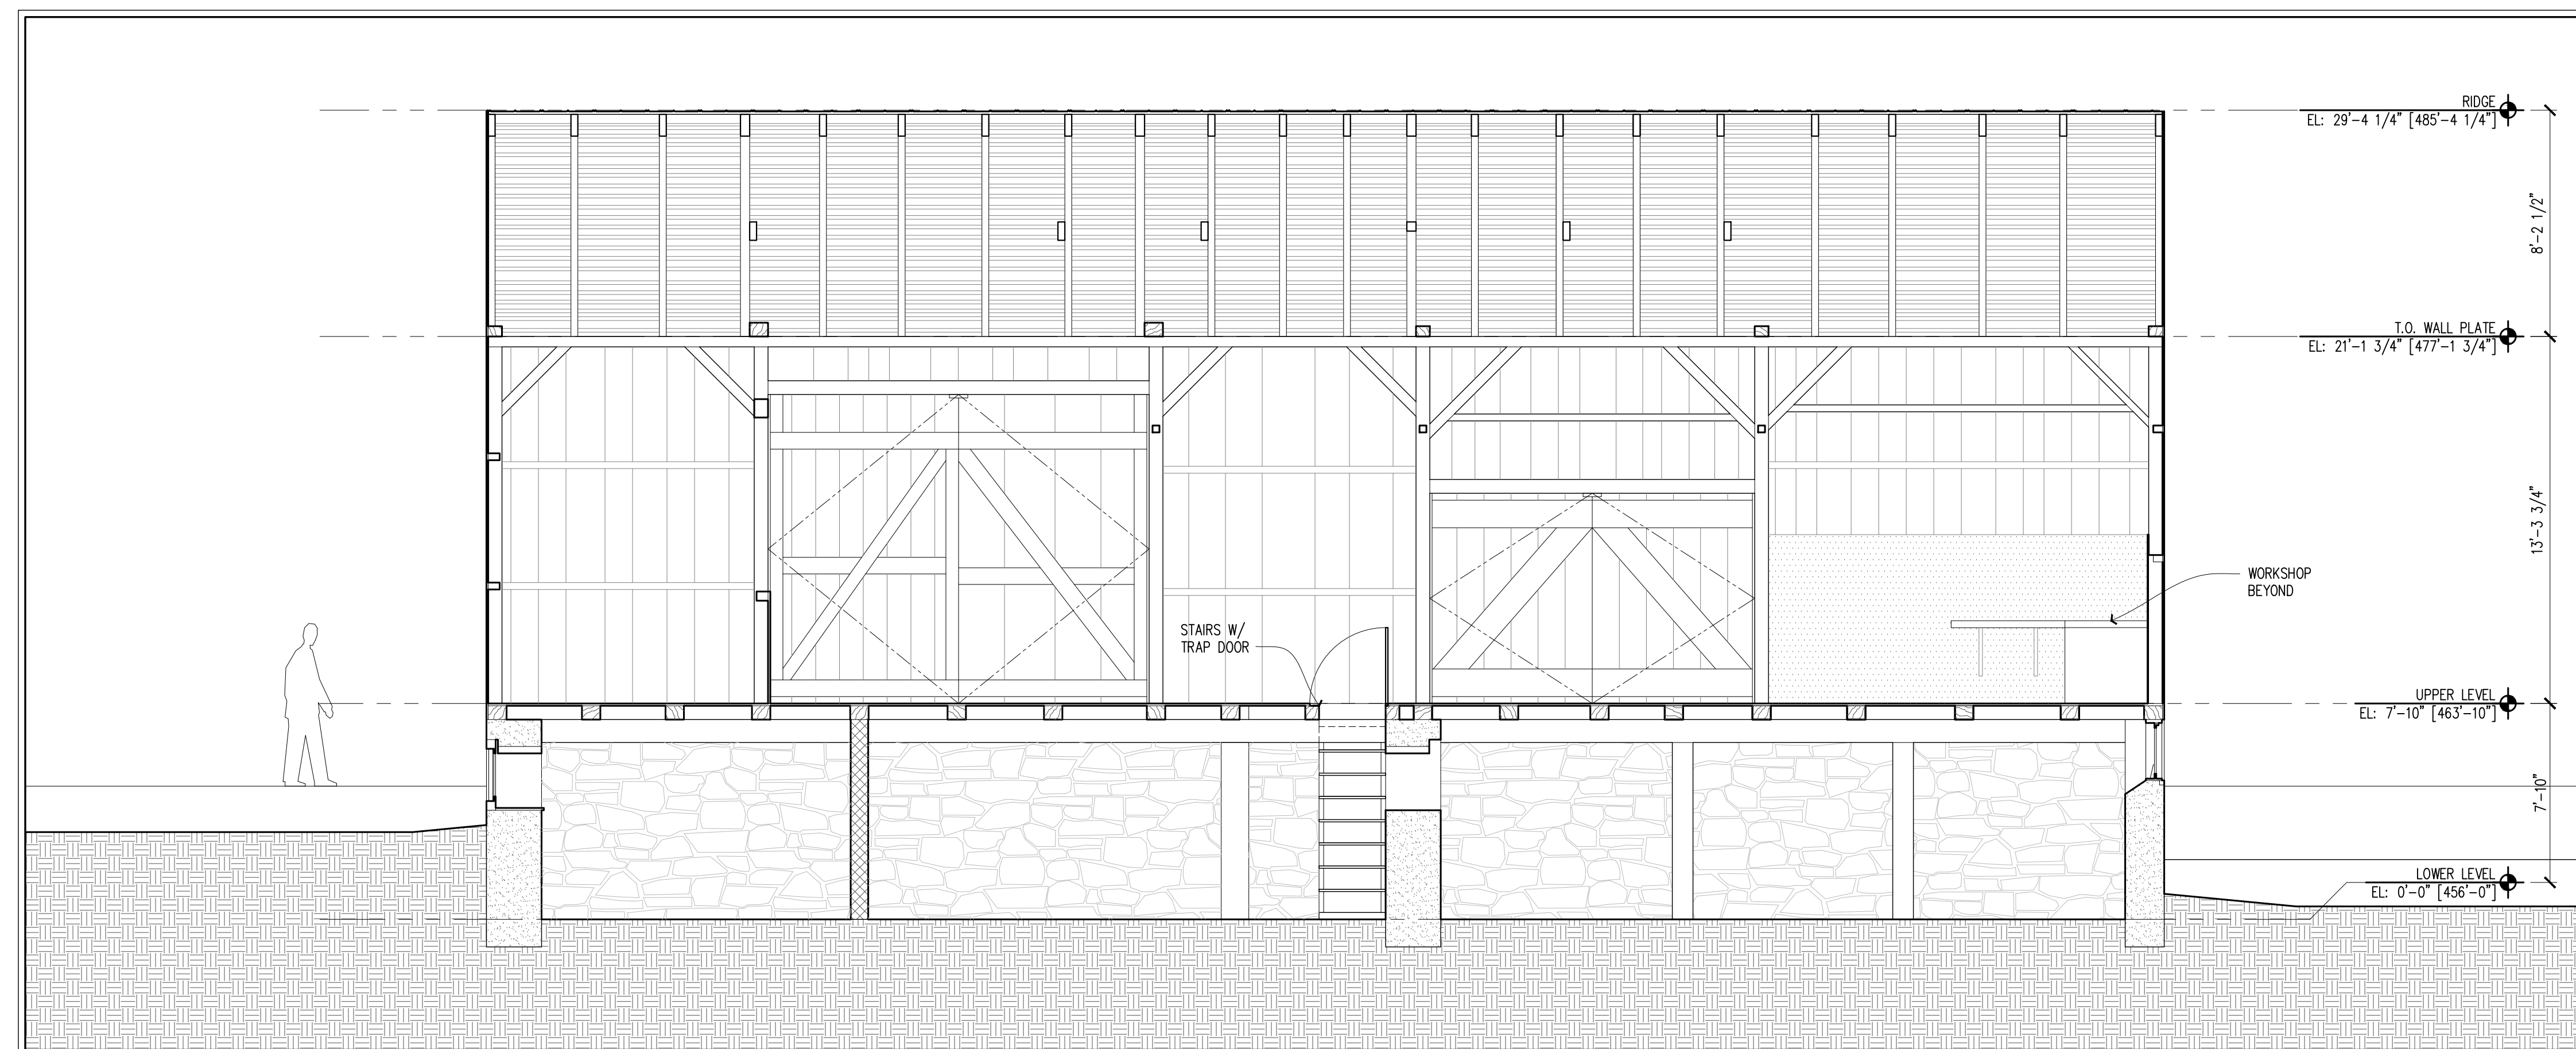 RIDGE
EL: 29'-4 1/4" [485'-4 1/4"]
8'-2 1/2"
T.O. WALL PLATE
EL: 21'-1 3/4" [477'-1 3/4"]
13'-3 3/4"
WORKSHOP
BEYOND
STAIRS W/
TRAP DOOR
UPPER LEVEL
EL: 7'-10" [463'-10"]
7'-10"
LOWER LEVEL
EL: 0'-0" [456'-0"]